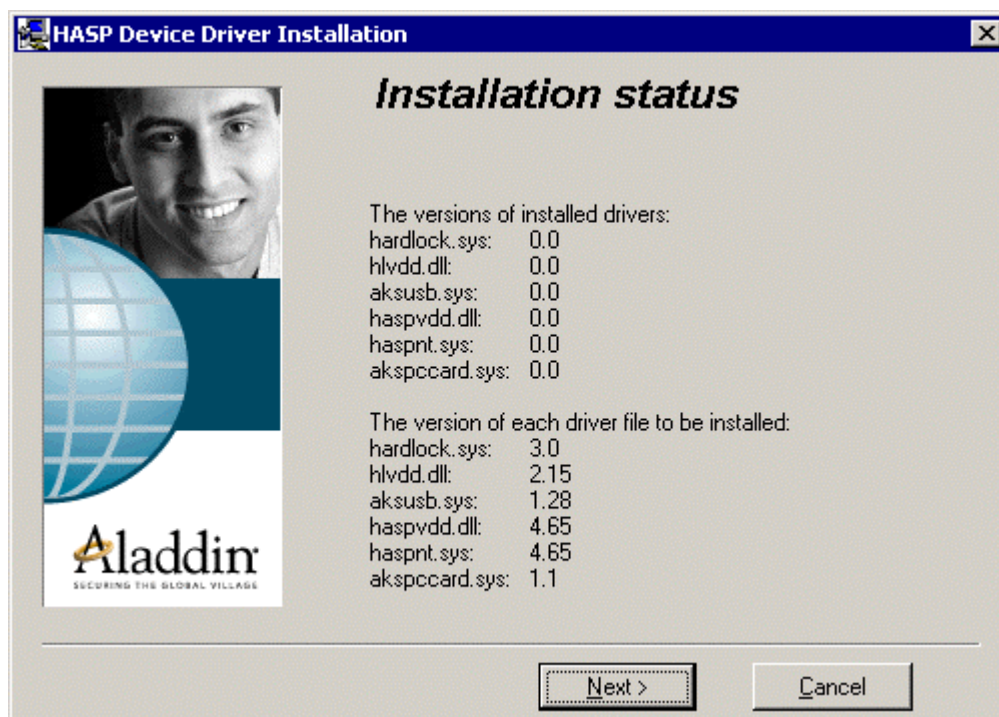 HASP Device Driver Installation
Installation status
The versions of installed drivers:
hardlock.sys: 0.0
hlvdd.dll: 0.0
aksusb.sys: 0.0
haspvdd.dll: 0.0
haspnt.sys: 0.0
akspccard.sys: 0.0
The version of each driver file to be installed:
hardlock.sys: 3.0
hlvdd.dll: 2.15
aksusb.sys: 1.28
haspvdd.dll: 4.65
haspnt.sys: 4.65
akspccard.sys: 1.1
Aladdin
SECURING THE GLOBAL VILLAGE
Next >
Cancel